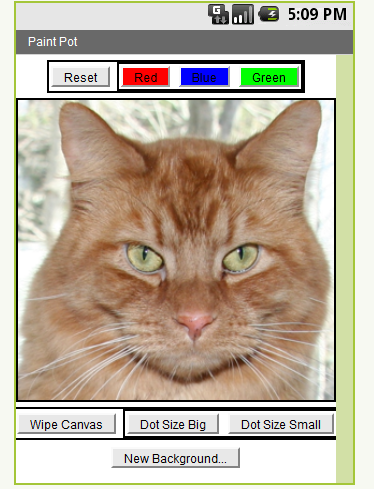 5:09 PM
Paint Pot
Reset Red Blue Green
Wipe Canvas Dot Size Big Dot Size Small
New Background...